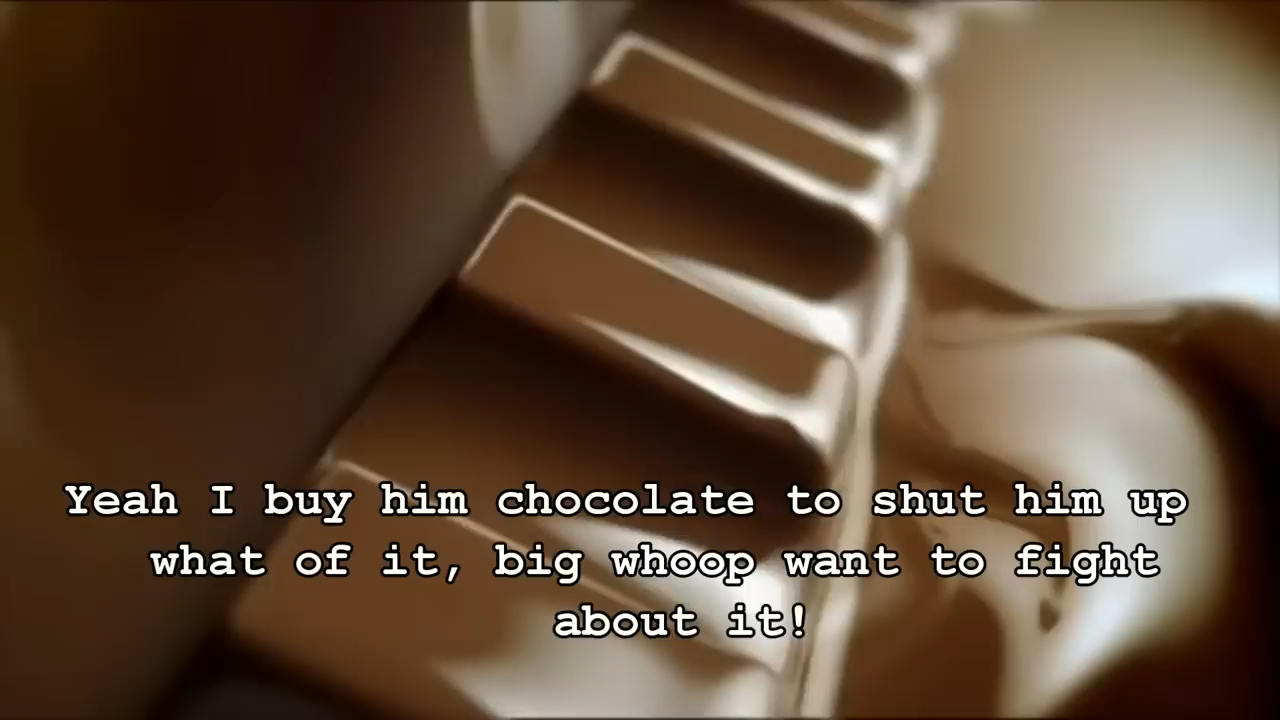 Yeah I buy him chocolate to shut him up
what of it, big whoop want to fight
about it!